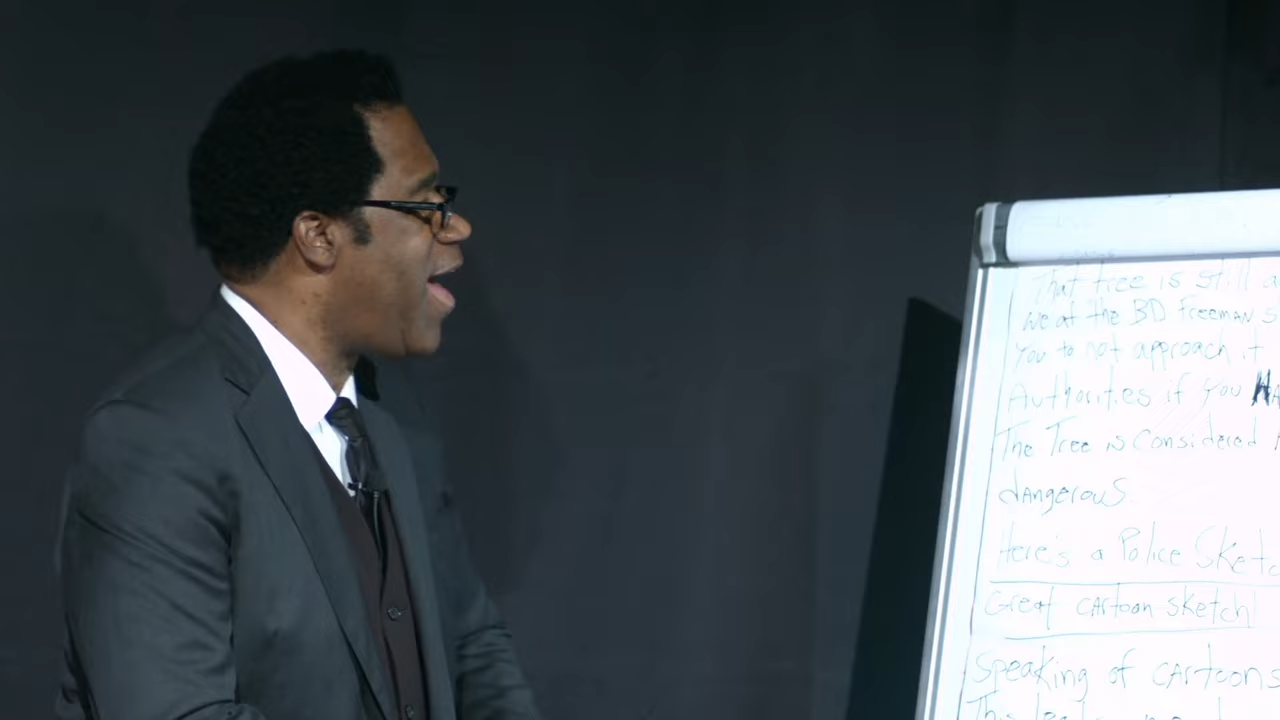 That tree is still a
we at the BD Freeman S
you to not approach it
Authorities if you HA
The Tree is Considered
dangerous.
Here's a Police Sketc
Great cartoon sketch
Speaking of cartoons
This